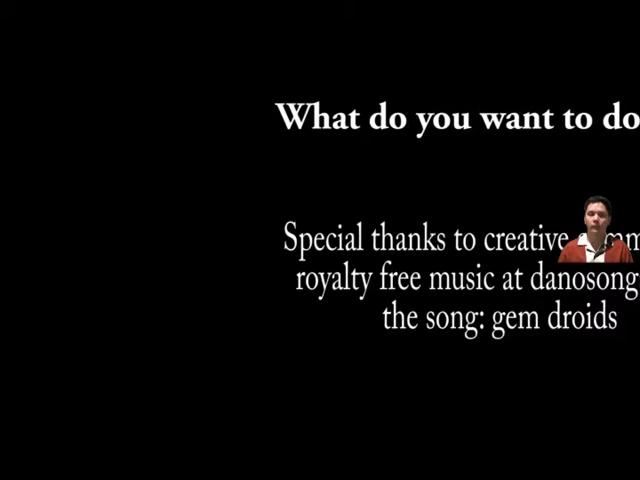 What do you want to do
Special thanks to creative
royalty free music at danosong
the song: gem droids